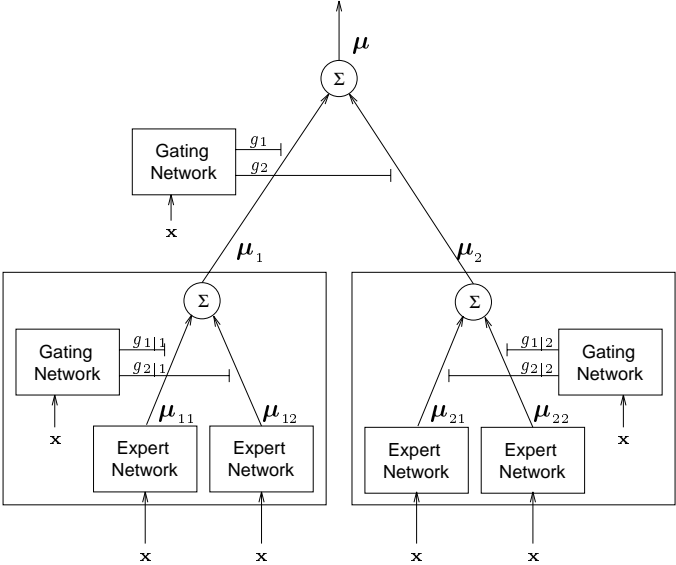 μ
Σ
Gating
Network
g1
g2
x
μ1
μ2
Σ
Σ
Gating
Network
g1|1
g2|1
g1|2
g2|2
Gating
Network
x
x
μ11
μ12
μ21
μ22
Expert
Network
Expert
Network
Expert
Network
Expert
Network
x
x
x
x